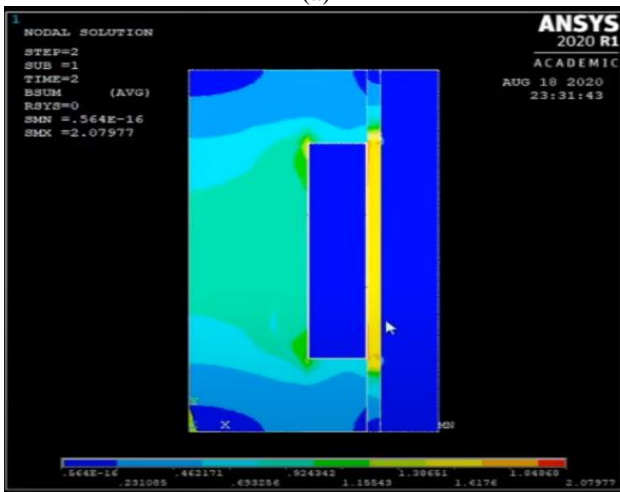 (a)
1
NODAL SOLUTION
STEP=2
SUB =1
TIME=2
BSUM (AVG)
RSYS=0
SMN =.564E-16
SMX =2.07977
ANSYS
2020 R1
ACADEMIC
AUG 18 2020
23:31:43
Y
X
MN
.564E-16 .462171 .924342 1.38651 1.84868
.231085 .693256 1.15543 1.6176 2.07977